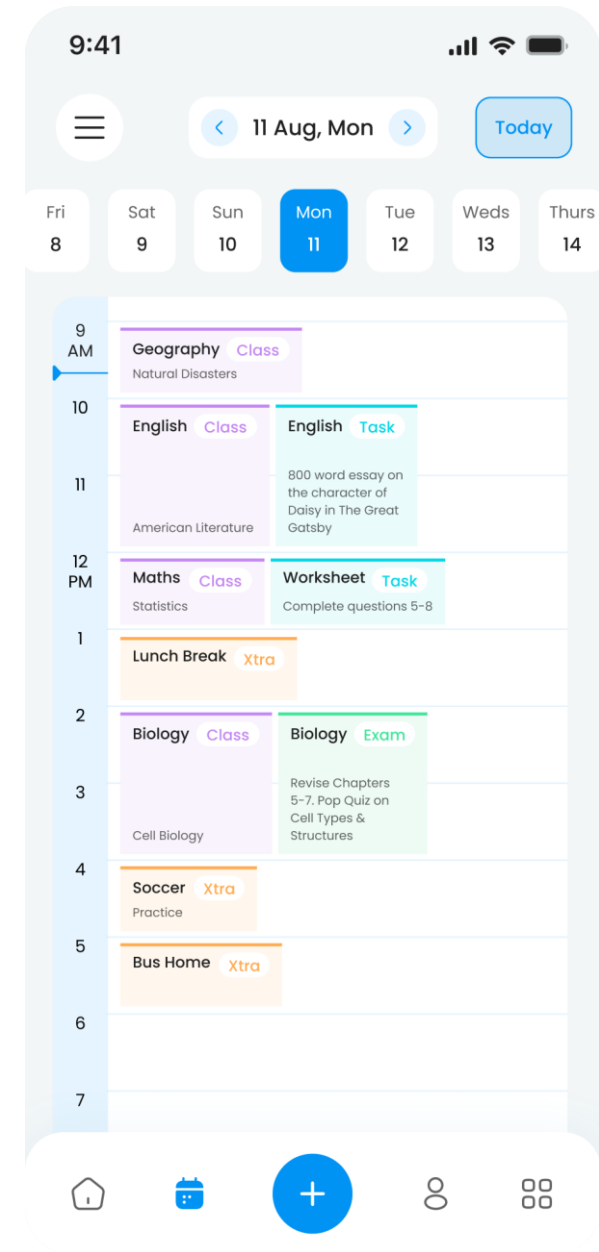 9:41
11 Aug, Mon
Today
Fri Sat Sun Mon Tue Weds Thurs
8 9 10 11 12 13 14
9
AM
Geography Class
Natural Disasters
10
English Class
American Literature
English Task
800 word essay on
the character of
Daisy in The Great
Gatsby
11
12
PM
Maths Class
Statistics
Worksheet Task
Complete questions 5-8
1
Lunch Break Xtra
2
Biology Class
Cell Biology
Biology Exam
Revise Chapters
5-7. Pop Quiz on
Cell Types &
Structures
3
4
Soccer Xtra
Practice
5
Bus Home Xtra
6
7